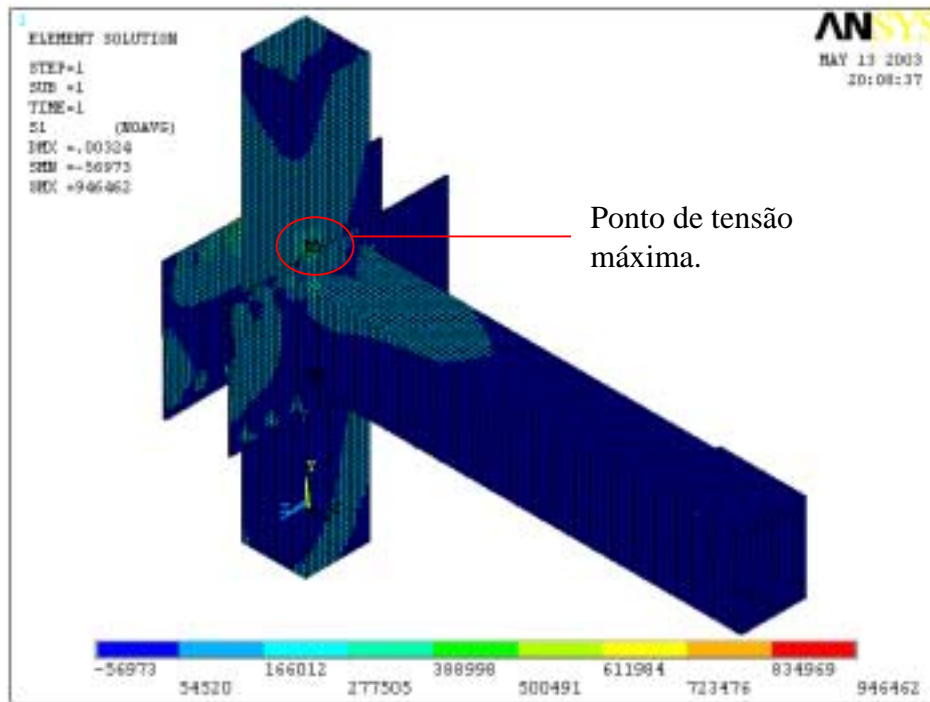 1
ELEMENT SOLUTION
STEP=1
SUB =1
TIME=1
S1 (NOAVG)
DMX =.00324
SMN =-56973
SMX =946462
ANSYS
MAY 13 2003
20:08:37
Ponto de tensão
máxima.
-56973 166012 388998 611984 834969
54520 277505 500491 723476 946462